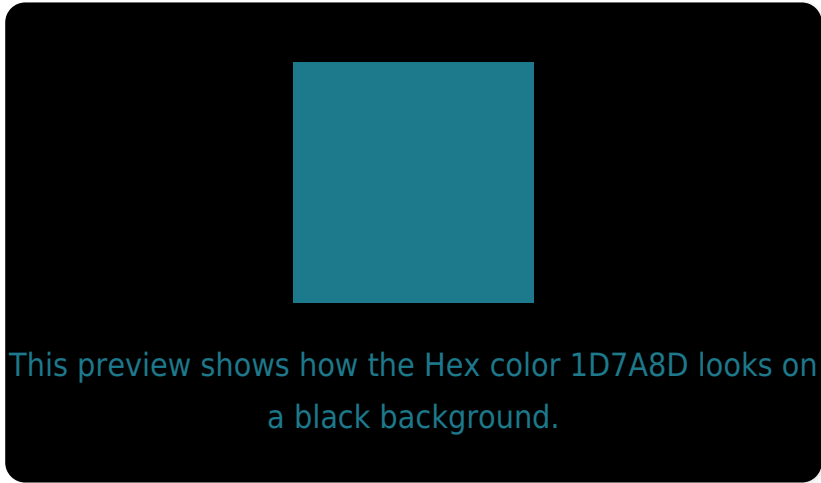 This preview shows how the Hex color 1D7A8D looks on
a black background.